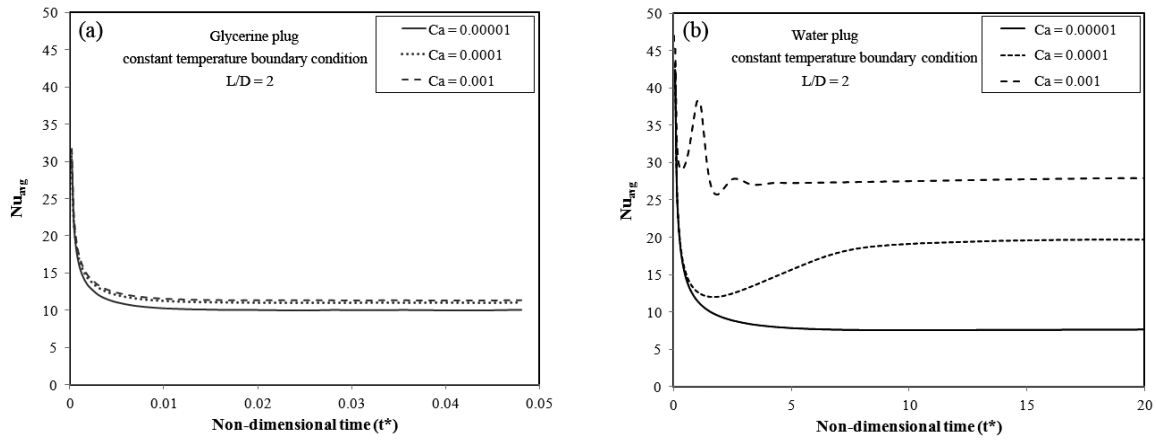 (a)
Glycerine plug
constant temperature boundary condition
L/D = 2
Ca = 0.00001
Ca = 0.0001
Ca = 0.001
Nu_avg
50
45
40
35
30
25
20
15
10
5
0
0 0.01 0.02 0.03 0.04 0.05
Non-dimensional time (t*)
(b)
Water plug
constant temperature boundary condition
L/D = 2
Ca = 0.00001
Ca = 0.0001
Ca = 0.001
Nu_avg
50
45
40
35
30
25
20
15
10
5
0
0 5 10 15 20
Non-dimensional time (t*)